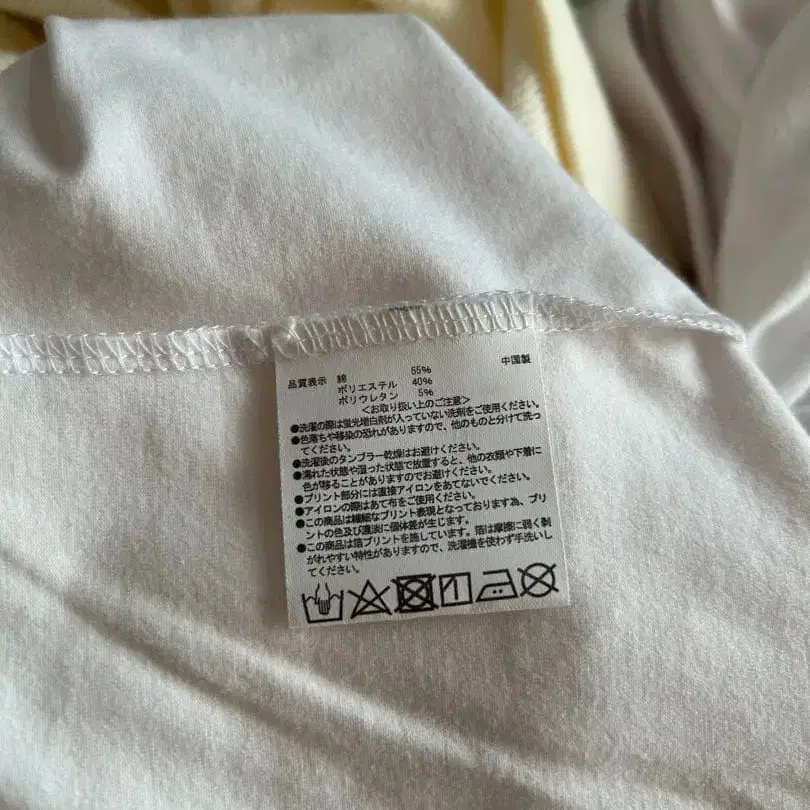 品質表示 綿 55% 中国製
ポリエステル 40%
ポリウレタン 5%
<お取り扱い上のご注意>
●洗濯の際は蛍光増白剤が入っていない洗剤をご使用ください。
●色落ちや移染の恐れがありますので、他のものと分けて洗っ
てください。
●洗濯後のタンブラー乾燥はお避けください。
●濡れた状態や湿った状態で放置すると、他の衣類や下着に
色が移ることがありますのでお避けください。
●プリント部分には直接アイロンをあてないでください。
●アイロンの際はあて布をご使用ください。
●この商品は繊細なプリント表現となっております為、プリ
ントの色及び濃淡に個体差が生じます。
●この商品は箔プリントを施しています。箔は摩擦に弱く剥
がれやすい特性がありますので、洗濯機を使わず手洗いし
てください。